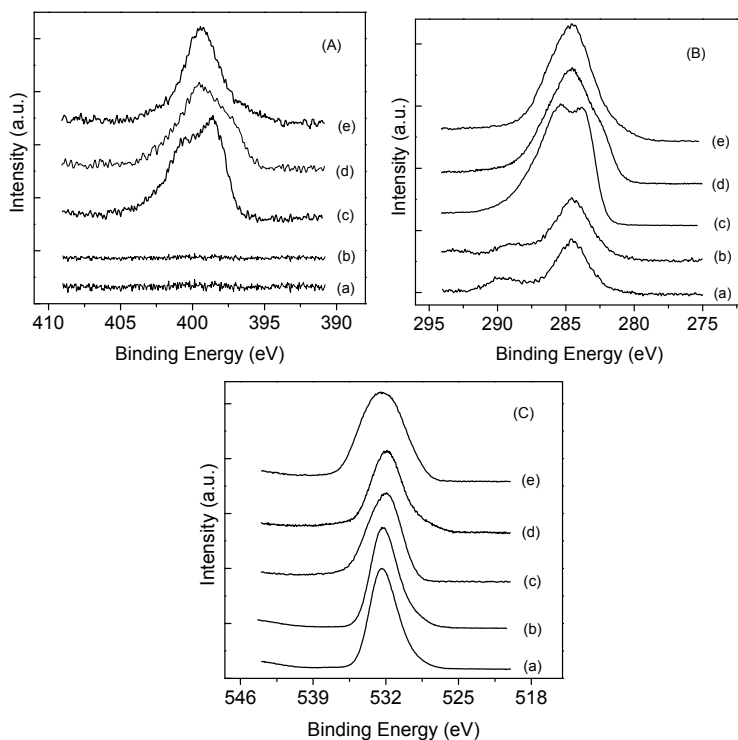 (A)
(e)
(d)
(c)
(b)
(a)
Intensity (a.u.)
410 405 400 395 390
Binding Energy (eV)
(B)
(e)
(d)
(c)
(b)
(a)
Intensity (a.u.)
295 290 285 280 275
Binding Energy (eV)
(C)
(e)
(d)
(c)
(b)
(a)
Intensity (a.u.)
546 539 532 525 518
Binding Energy (eV)